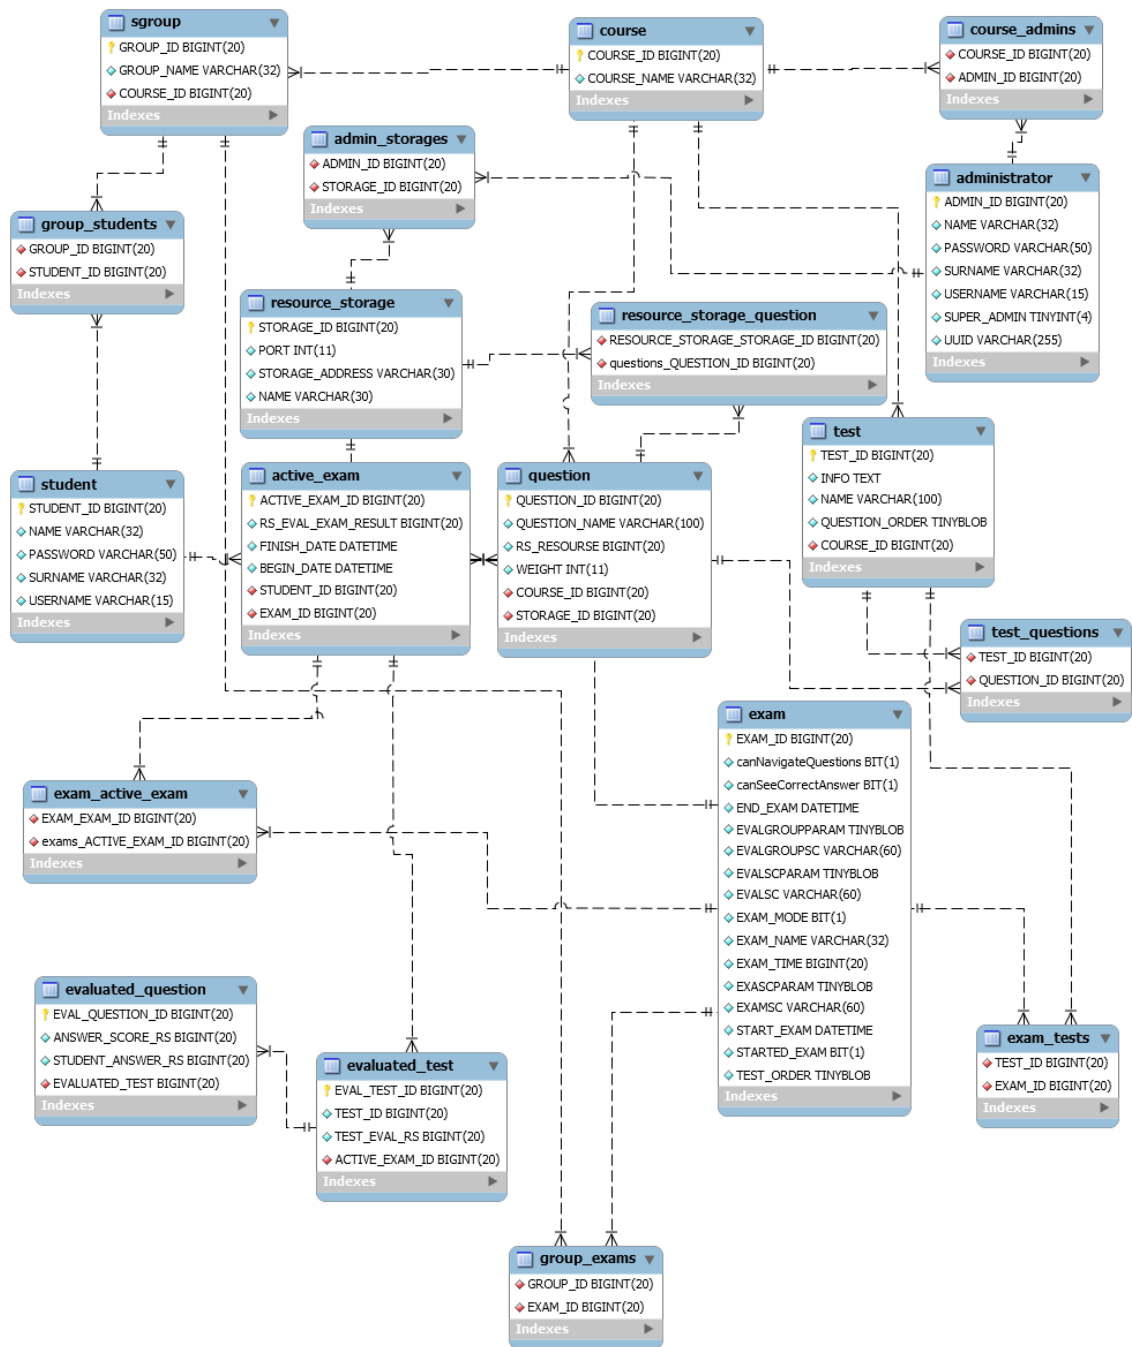 sgroup
GROUP_ID BIGINT(20)
GROUP_NAME VARCHAR(32)
COURSE_ID BIGINT(20)
Indexes
course
COURSE_ID BIGINT(20)
COURSE_NAME VARCHAR(32)
Indexes
course_admins
COURSE_ID BIGINT(20)
ADMIN_ID BIGINT(20)
Indexes
admin_storages
ADMIN_ID BIGINT(20)
STORAGE_ID BIGINT(20)
Indexes
administrator
ADMIN_ID BIGINT(20)
NAME VARCHAR(32)
PASSWORD VARCHAR(50)
SURNAME VARCHAR(32)
USERNAME VARCHAR(15)
SUPER_ADMIN TINYINT(4)
UUID VARCHAR(255)
Indexes
group_students
GROUP_ID BIGINT(20)
STUDENT_ID BIGINT(20)
Indexes
resource_storage
STORAGE_ID BIGINT(20)
PORT INT(11)
STORAGE_ADDRESS VARCHAR(30)
NAME VARCHAR(30)
Indexes
resource_storage_question
RESOURCE_STORAGE_STORAGE_ID BIGINT(20)
questions_QUESTION_ID BIGINT(20)
Indexes
test
TEST_ID BIGINT(20)
INFO TEXT
NAME VARCHAR(100)
QUESTION_ORDER TINYBLOB
COURSE_ID BIGINT(20)
Indexes
student
STUDENT_ID BIGINT(20)
NAME VARCHAR(32)
PASSWORD VARCHAR(50)
SURNAME VARCHAR(32)
USERNAME VARCHAR(15)
Indexes
active_exam
ACTIVE_EXAM_ID BIGINT(20)
RS_EVAL_EXAM_RESULT BIGINT(20)
FINISH_DATE DATETIME
BEGIN_DATE DATETIME
STUDENT_ID BIGINT(20)
EXAM_ID BIGINT(20)
Indexes
question
QUESTION_ID BIGINT(20)
QUESTION_NAME VARCHAR(100)
RS_RESOURSE BIGINT(20)
WEIGHT INT(11)
COURSE_ID BIGINT(20)
STORAGE_ID BIGINT(20)
Indexes
test_questions
TEST_ID BIGINT(20)
QUESTION_ID BIGINT(20)
Indexes
exam
EXAM_ID BIGINT(20)
canNavigateQuestions BIT(1)
canSeeCorrectAnswer BIT(1)
END_EXAM DATETIME
EVALGROUPPARAM TINYBLOB
EVALGROUPSC VARCHAR(60)
EVALSCPARAM TINYBLOB
EVALSC VARCHAR(60)
EXAM_MODE BIT(1)
EXAM_NAME VARCHAR(32)
EXAM_TIME BIGINT(20)
EXASCPARAM TINYBLOB
EXAMSC VARCHAR(60)
START_EXAM DATETIME
STARTED_EXAM BIT(1)
TEST_ORDER TINYBLOB
Indexes
exam_active_exam
EXAM_EXAM_ID BIGINT(20)
exams_ACTIVE_EXAM_ID BIGINT(20)
Indexes
evaluated_question
EVAL_QUESTION_ID BIGINT(20)
ANSWER_SCORE_RS BIGINT(20)
STUDENT_ANSWER_RS BIGINT(20)
EVALUATED_TEST BIGINT(20)
Indexes
evaluated_test
EVAL_TEST_ID BIGINT(20)
TEST_ID BIGINT(20)
TEST_EVAL_RS BIGINT(20)
ACTIVE_EXAM_ID BIGINT(20)
Indexes
exam_tests
TEST_ID BIGINT(20)
EXAM_ID BIGINT(20)
Indexes
group_exams
GROUP_ID BIGINT(20)
EXAM_ID BIGINT(20)
Indexes